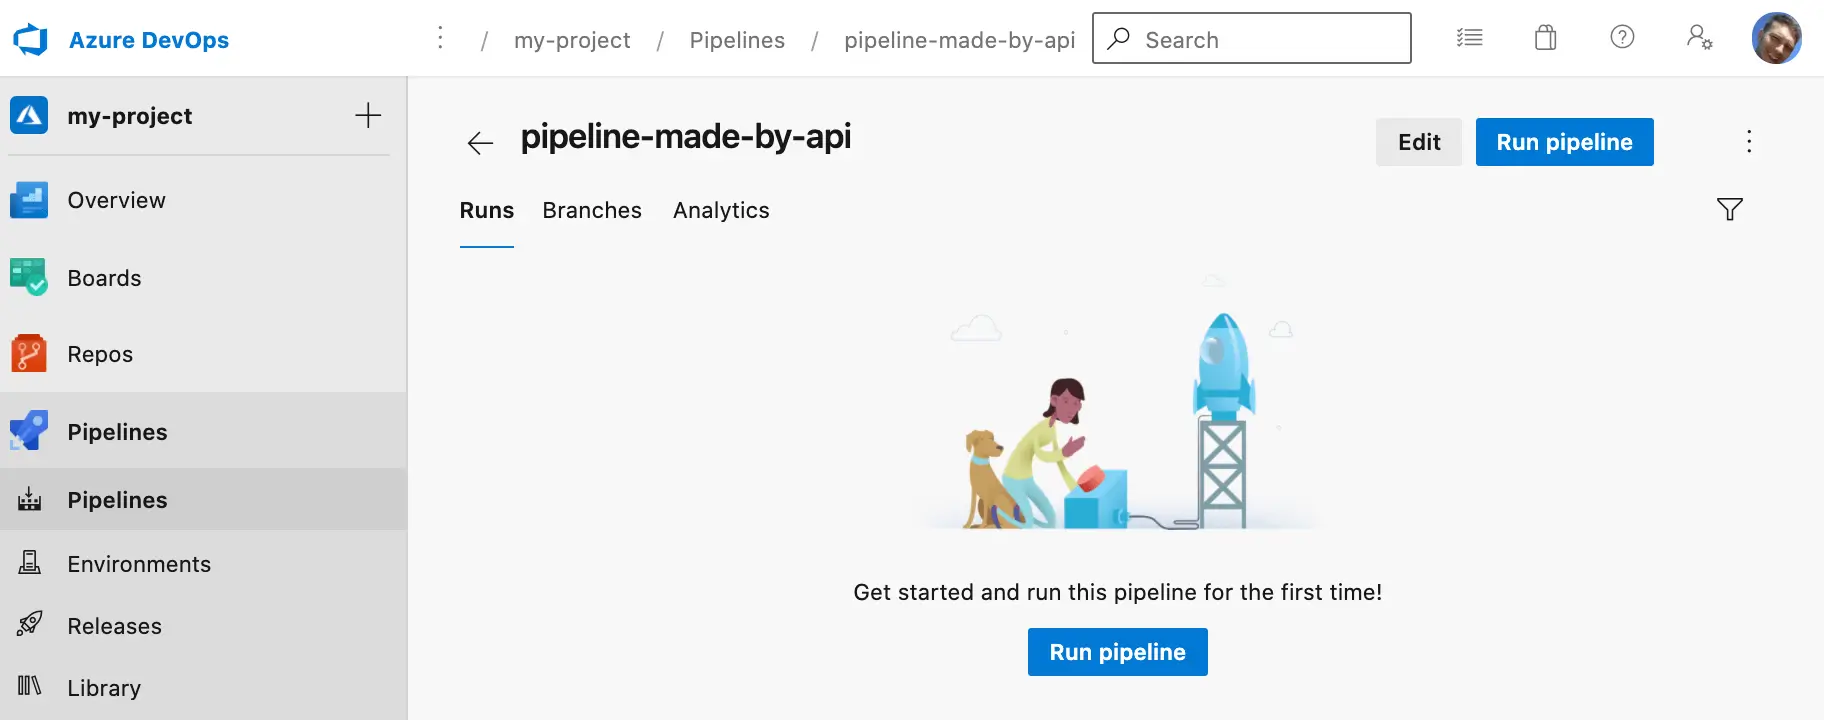 Azure DevOps
/ my-project / Pipelines / pipeline-made-by-api
Search
my-project
Overview
Boards
Repos
Pipelines
Pipelines
Environments
Releases
Library
pipeline-made-by-api
Edit
Run pipeline
Runs Branches Analytics
Get started and run this pipeline for the first time!
Run pipeline